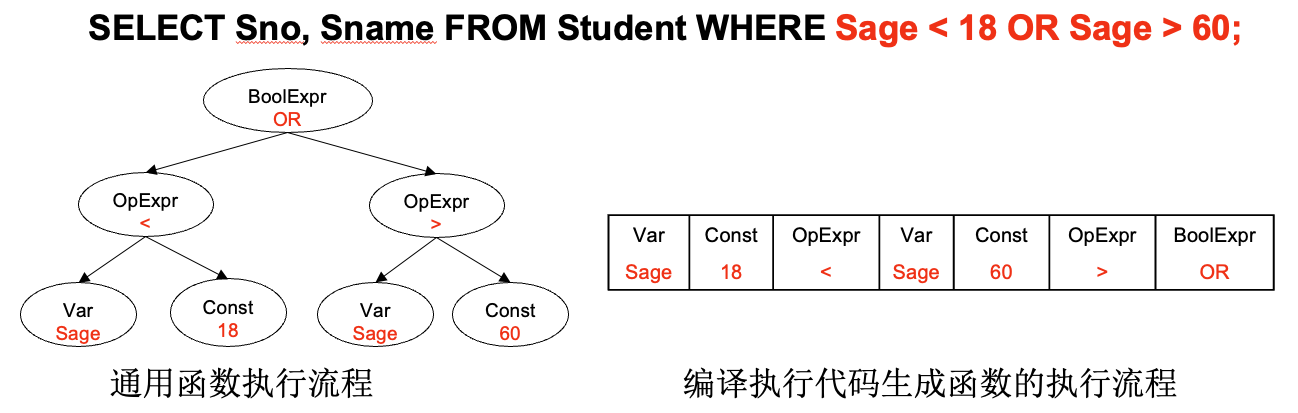 SELECT Sno, Sname FROM Student WHERE Sage < 18 OR Sage > 60;
BoolExpr
OR
OpExpr
<
OpExpr
>
Var
Sage
Const
18
Var
Sage
Const
60
通用函数执行流程
Var Const OpExpr Var Const OpExpr BoolExpr
Sage 18 < Sage 60 > OR
编译执行代码生成函数的执行流程